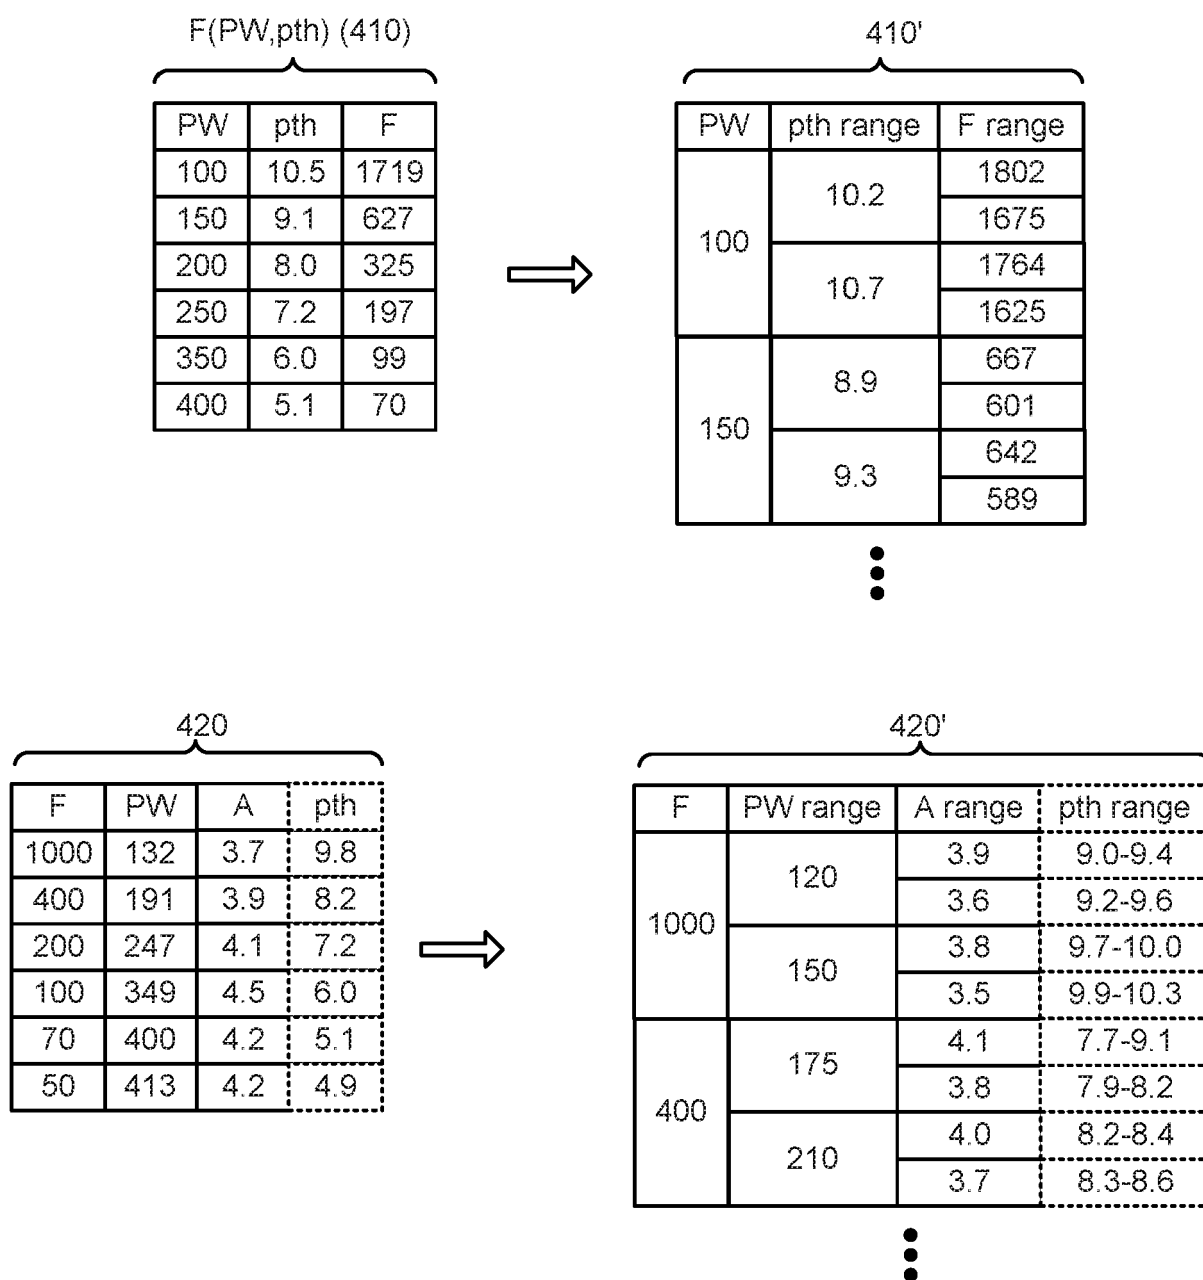 F(PW,pth) (410)
PW pth F
100 10.5 1719
150 9.1 627
200 8.0 325
250 7.2 197
350 6.0 99
400 5.1 70
410'
PW pth range F range
100 10.2 1802
1675
10.7 1764
1625
150 8.9 667
601
9.3 642
589
420
F PW A pth
1000 132 3.7 9.8
400 191 3.9 8.2
200 247 4.1 7.2
100 349 4.5 6.0
70 400 4.2 5.1
50 413 4.2 4.9
420'
F PW range A range pth range
1000 120 3.9 9.0-9.4
3.6 9.2-9.6
150 3.8 9.7-10.0
3.5 9.9-10.3
400 175 4.1 7.7-9.1
3.8 7.9-8.2
210 4.0 8.2-8.4
3.7 8.3-8.6